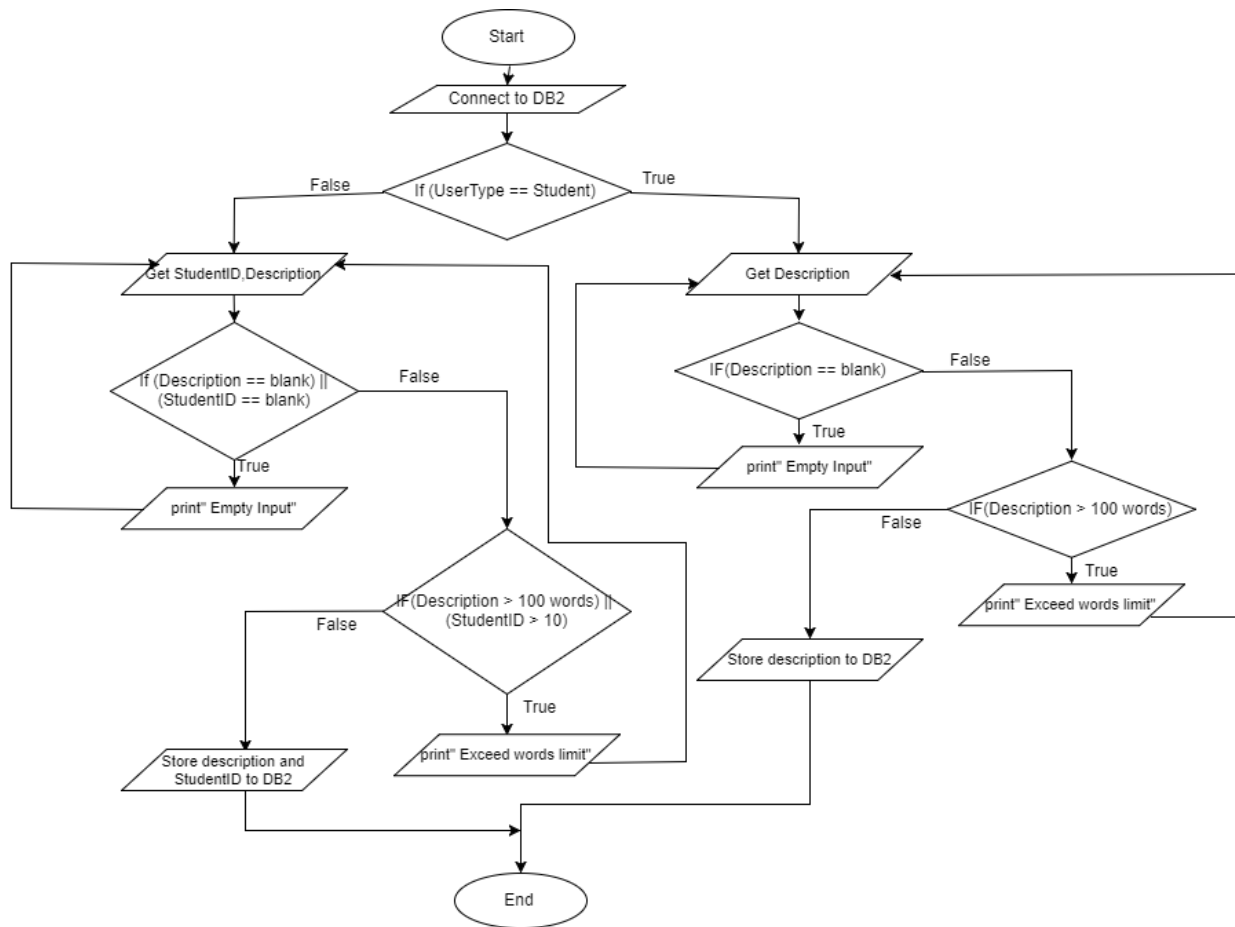 Start
Connect to DB2
If (UserType == Student)
False
True
Get StudentID,Description
Get Description
If (Description == blank) ||
(StudentID == blank)
False
True
print" Empty Input"
IF(Description == blank)
False
True
print" Empty Input"
IF(Description > 100 words)
False
True
print" Exceed words limit"
Store description to DB2
IF(Description > 100 words) ||
(StudentID > 10)
False
True
print" Exceed words limit"
Store description and
StudentID to DB2
End